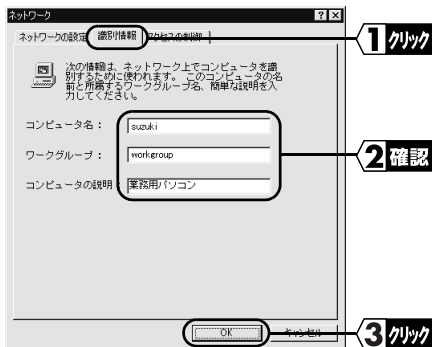 ネットワーク
ネットワークの設定 識別情報 アクセスの制御
1 クリック
次の情報は、ネットワーク上でコンピュータを識
別するために使われます。このコンピュータの名
前と所属するワークグループ名、簡単な説明を入
力してください。
コンピュータ名：
suzuki
ワークグループ：
workgroup
2 確認
コンピュータの説明：
業務用パソコン
OK キャンセル
3 クリック